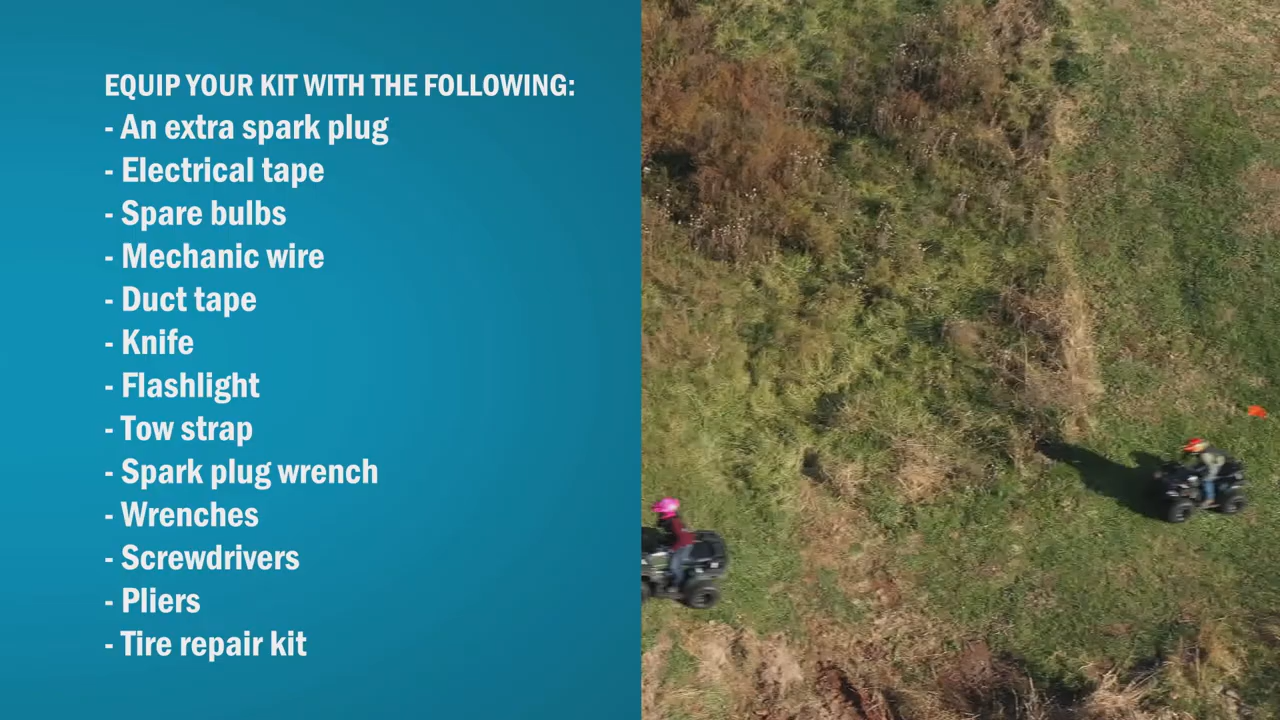 EQUIP YOUR KIT WITH THE FOLLOWING:
- An extra spark plug
- Electrical tape
- Spare bulbs
- Mechanic wire
- Duct tape
- Knife
- Flashlight
- Tow strap
- Spark plug wrench
- Wrenches
- Screwdrivers
- Pliers
- Tire repair kit